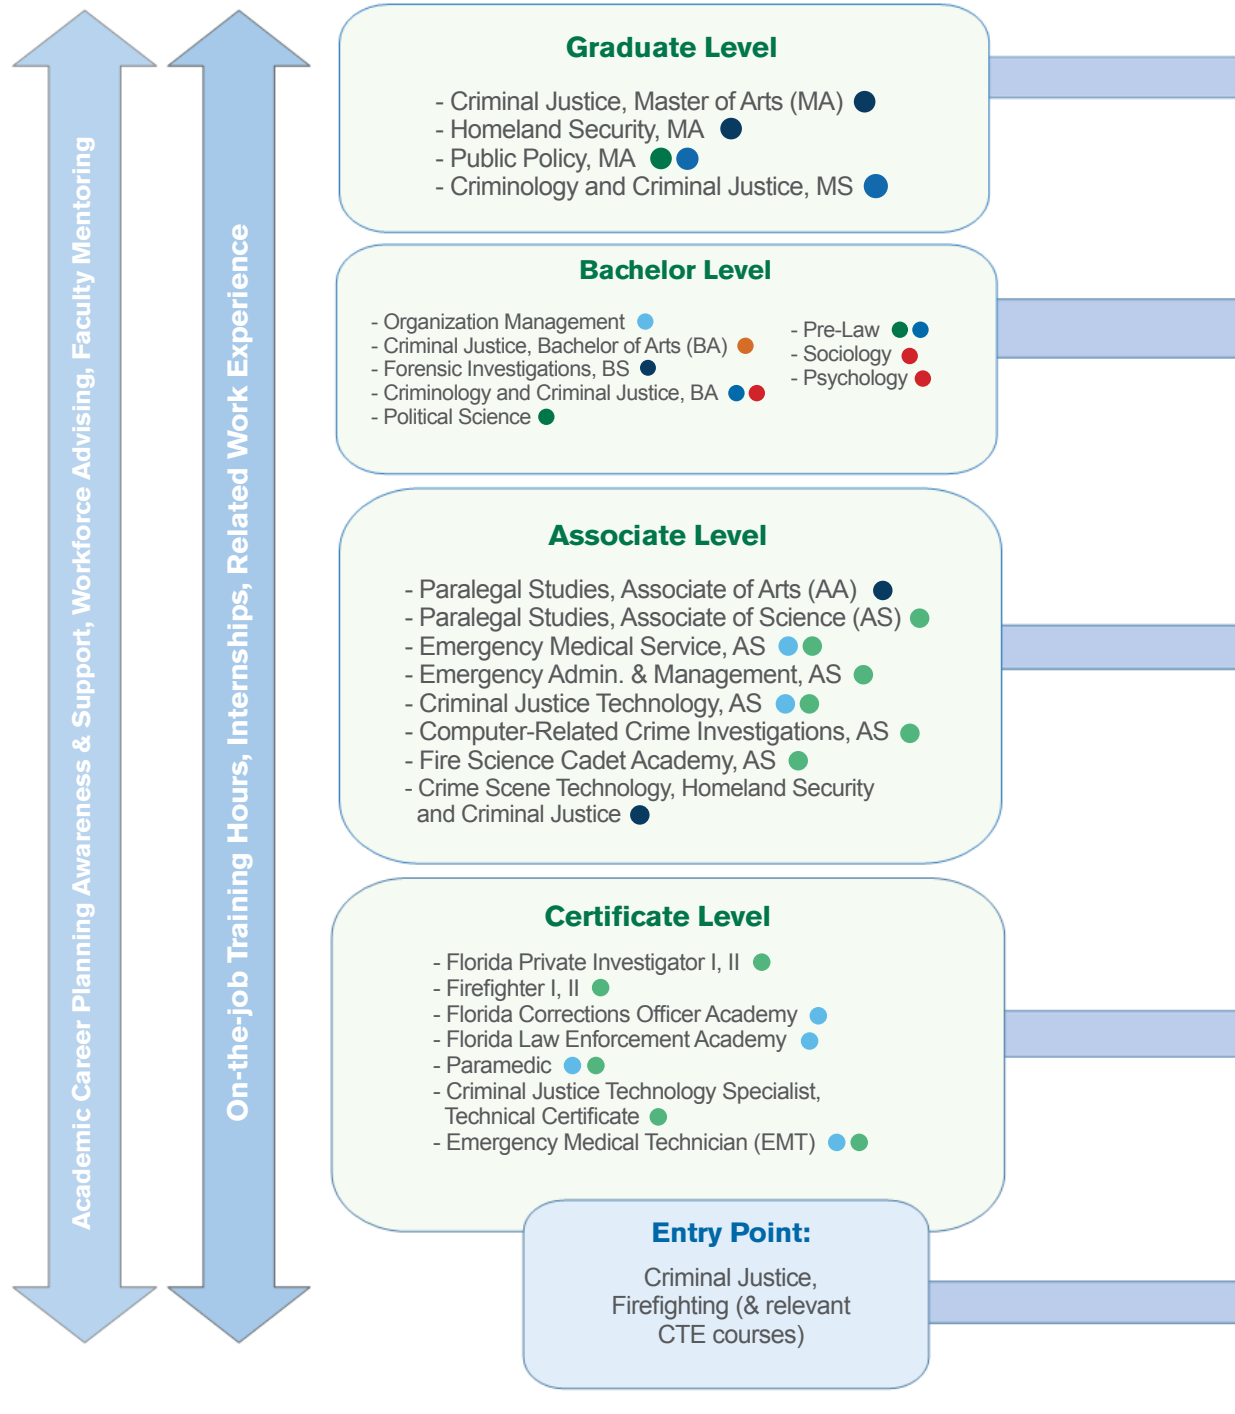 Academic Career Planning Awareness & Support, Workforce Advising, Faculty Mentoring
On-the-job Training Hours, Internships, Related Work Experience
Graduate Level
- Criminal Justice, Master of Arts (MA)
- Homeland Security, MA
- Public Policy, MA
- Criminology and Criminal Justice, MS
Bachelor Level
- Organization Management
- Criminal Justice, Bachelor of Arts (BA)
- Forensic Investigations, BS
- Criminology and Criminal Justice, BA
- Political Science
- Pre-Law
- Sociology
- Psychology
Associate Level
- Paralegal Studies, Associate of Arts (AA)
- Paralegal Studies, Associate of Science (AS)
- Emergency Medical Service, AS
- Emergency Admin. & Management, AS
- Criminal Justice Technology, AS
- Computer-Related Crime Investigations, AS
- Fire Science Cadet Academy, AS
- Crime Scene Technology, Homeland Security
and Criminal Justice
Certificate Level
- Florida Private Investigator I, II
- Firefighter I, II
- Florida Corrections Officer Academy
- Florida Law Enforcement Academy
- Paramedic
- Criminal Justice Technology Specialist,
Technical Certificate
- Emergency Medical Technician (EMT)
Entry Point:
Criminal Justice,
Firefighting (& relevant
CTE courses)